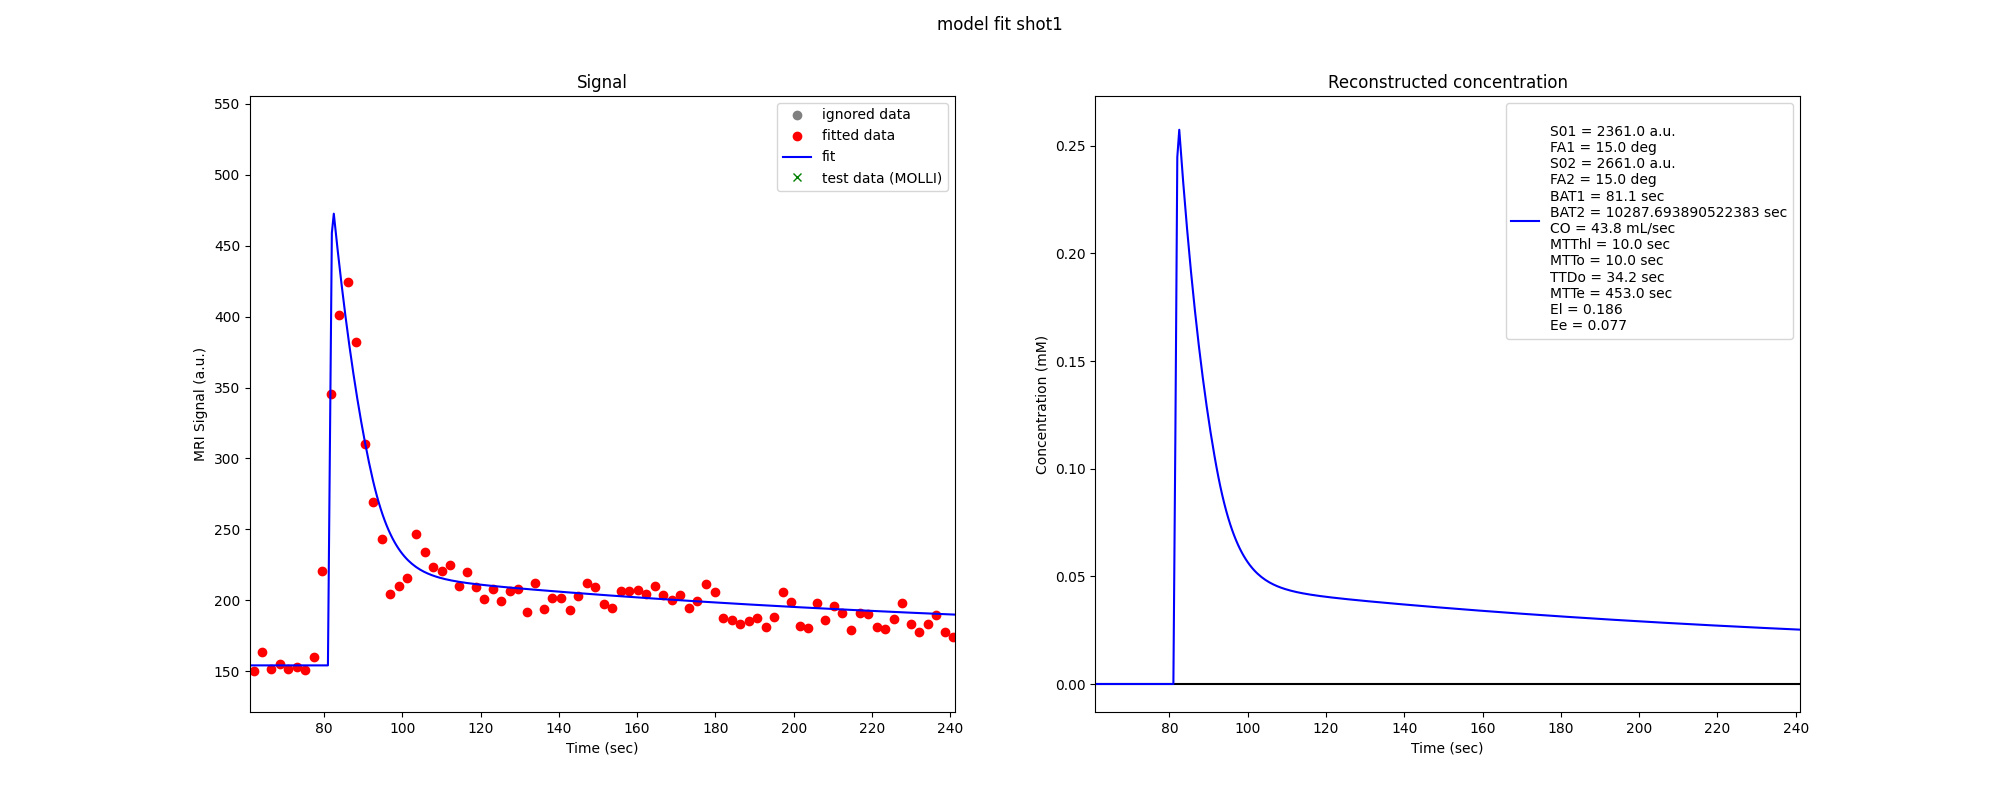 model fit shot1
Signal
MRI Signal (a.u.)
550
500
450
400
350
300
250
200
150
80 100 120 140 160 180 200 220 240
Time (sec)
ignored data
fitted data
fit
test data (MOLLI)
Reconstructed concentration
Concentration (mM)
0.25
0.20
0.15
0.10
0.05
0.00
80 100 120 140 160 180 200 220 240
Time (sec)
S01 = 2361.0 a.u.
FA1 = 15.0 deg
S02 = 2661.0 a.u.
FA2 = 15.0 deg
BAT1 = 81.1 sec
BAT2 = 10287.693890522383 sec
CO = 43.8 mL/sec
MTThl = 10.0 sec
MTTo = 10.0 sec
TTDo = 34.2 sec
MTTe = 453.0 sec
El = 0.186
Ee = 0.077